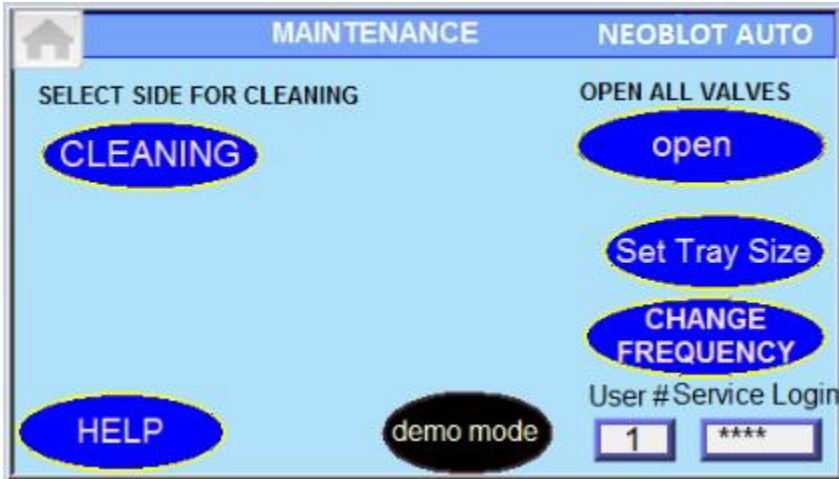 MAINTENANCE NEOBLOT AUTO
SELECT SIDE FOR CLEANING OPEN ALL VALVES
CLEANING open
Set Tray Size
CHANGE
FREQUENCY
User # Service Login
HELP demo mode 1 ****